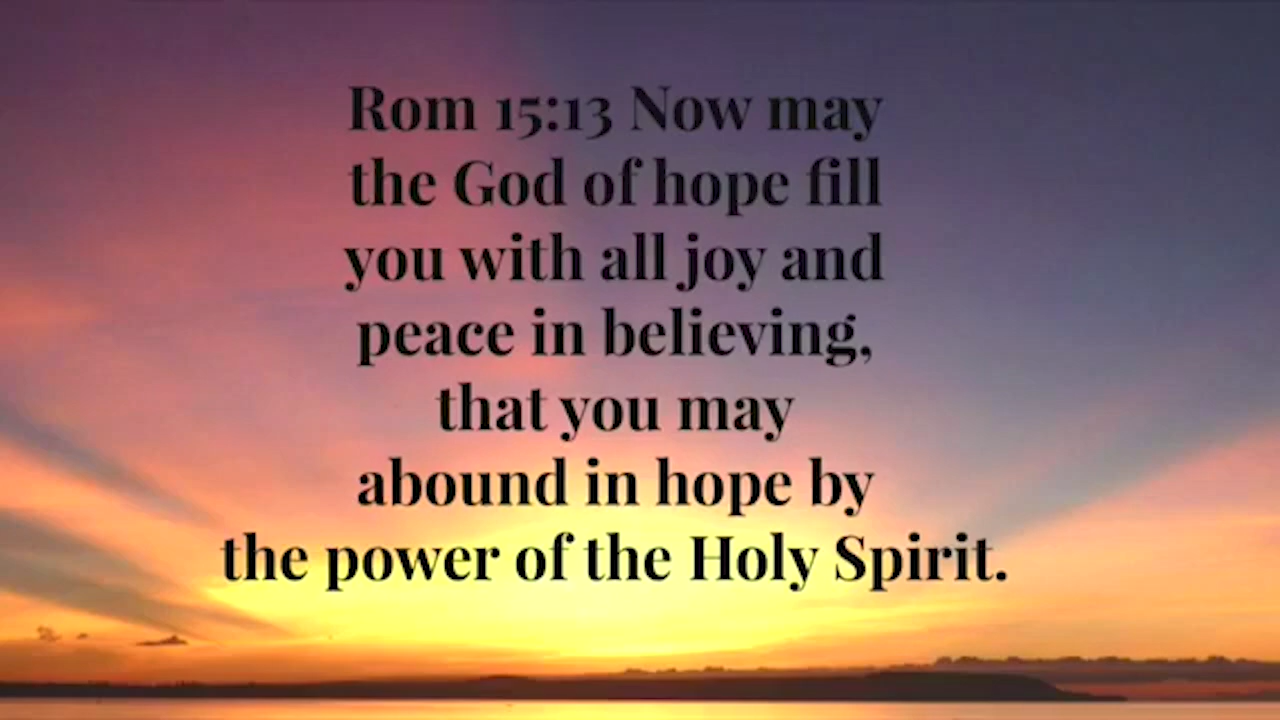 Rom 15:13 Now may
the God of hope fill
you with all joy and
peace in believing,
that you may
abound in hope by
the power of the Holy Spirit.